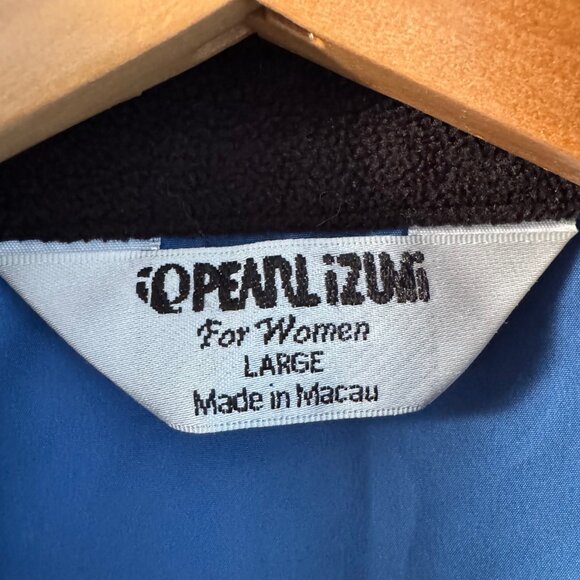 PEARL iZUMi
For Women
LARGE
Made in Macau